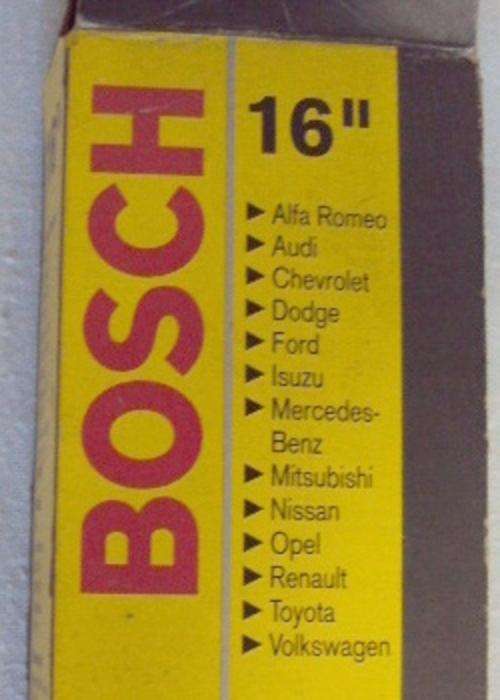 BOSCH
16"
► Alfa Romeo
► Audi
► Chevrolet
► Dodge
► Ford
► Isuzu
► Mercedes-
Benz
► Mitsubishi
► Nissan
► Opel
► Renault
► Toyota
► Volkswagen